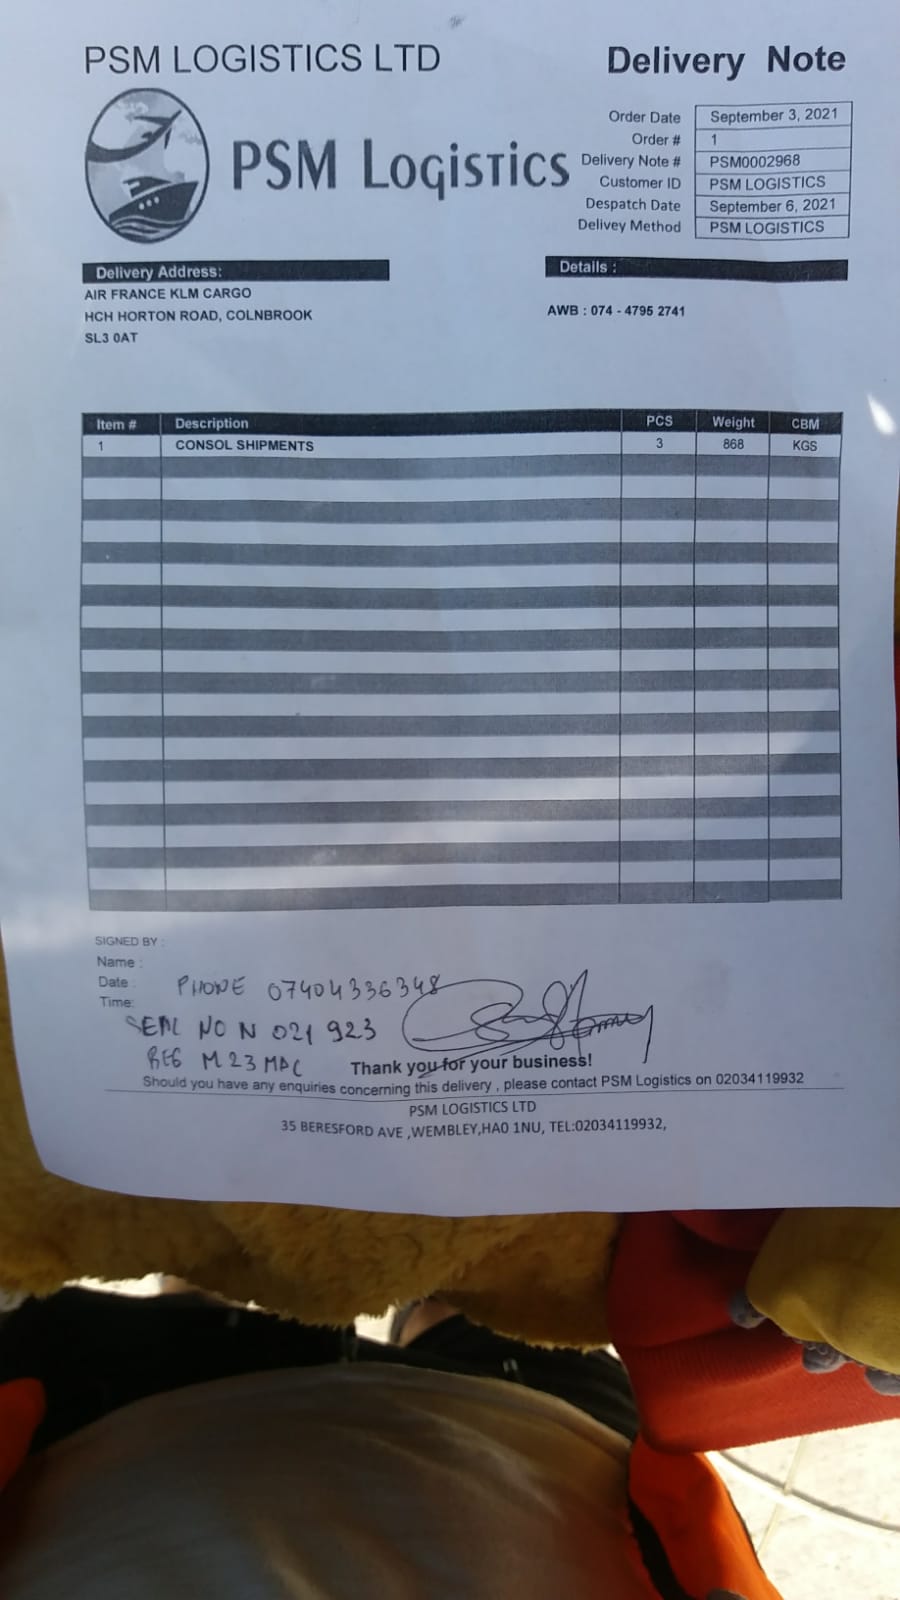 PSM LOGISTICS LTD
Delivery Note
PSM Logistics
Order Date September 3, 2021
Order # 1
Delivery Note # PSM0002968
Customer ID PSM LOGISTICS
Despatch Date September 6, 2021
Delivey Method PSM LOGISTICS
Delivery Address:
AIR FRANCE KLM CARGO
HCH HORTON ROAD, COLNBROOK
SL3 0AT
Details :
AWB : 074 - 4795 2741
Item # Description PCS Weight CBM
1 CONSOL SHIPMENTS 3 868 KGS
SIGNED BY :
Name :
Date :
Time:
PHONE 07404336348
SEAL NO N 021 923
REG M23 MAC
Thank you for your business!
Should you have any enquiries concerning this delivery , please contact PSM Logistics on 02034119932
PSM LOGISTICS LTD
35 BERESFORD AVE ,WEMBLEY,HA0 1NU, TEL:02034119932,